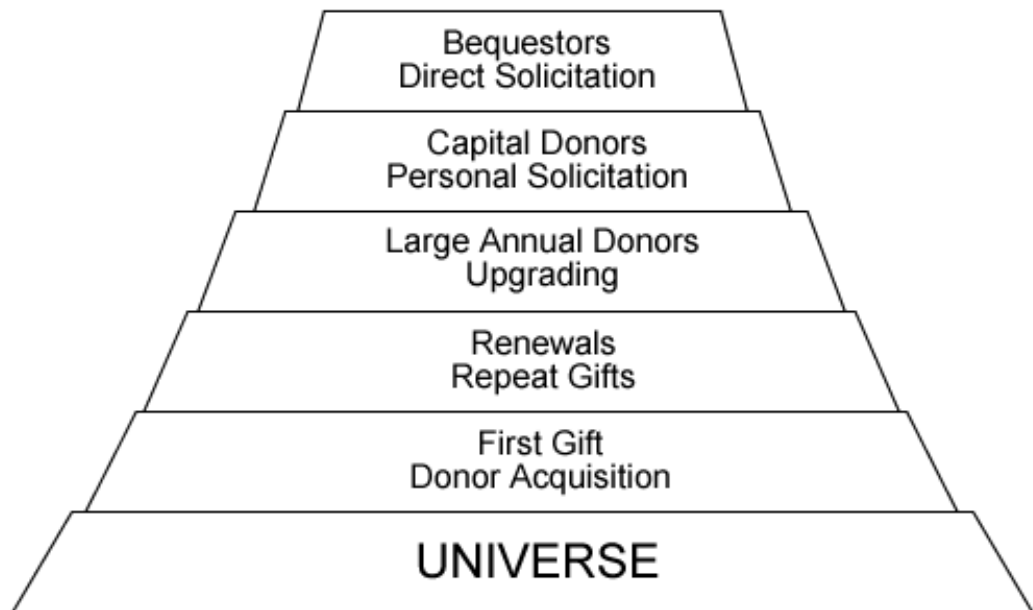 Bequestors
Direct Solicitation
Capital Donors
Personal Solicitation
Large Annual Donors
Upgrading
Renewals
Repeat Gifts
First Gift
Donor Acquisition
UNIVERSE